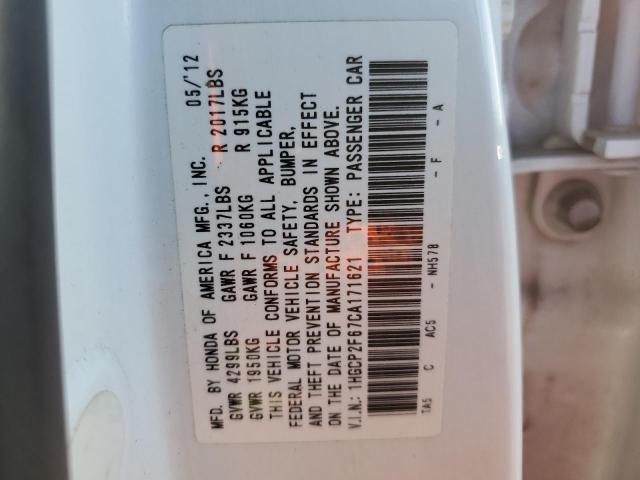 MFD. BY HONDA OF AMERICA MFG., INC. 05/'12
GVWR 4299LBS GAWR F 2337LBS R 2017LBS
GVWR 1950KG GAWR F 1060KG R 915KG
THIS VEHICLE CONFORMS TO ALL APPLICABLE
FEDERAL MOTOR VEHICLE SAFETY, BUMPER,
AND THEFT PREVENTION STANDARDS IN EFFECT
ON THE DATE OF MANUFACTURE SHOWN ABOVE.
V.I.N.: 1HGCP2F67CA171621 TYPE: PASSENGER CAR
TA5 C AC5 - NH578 - F - A